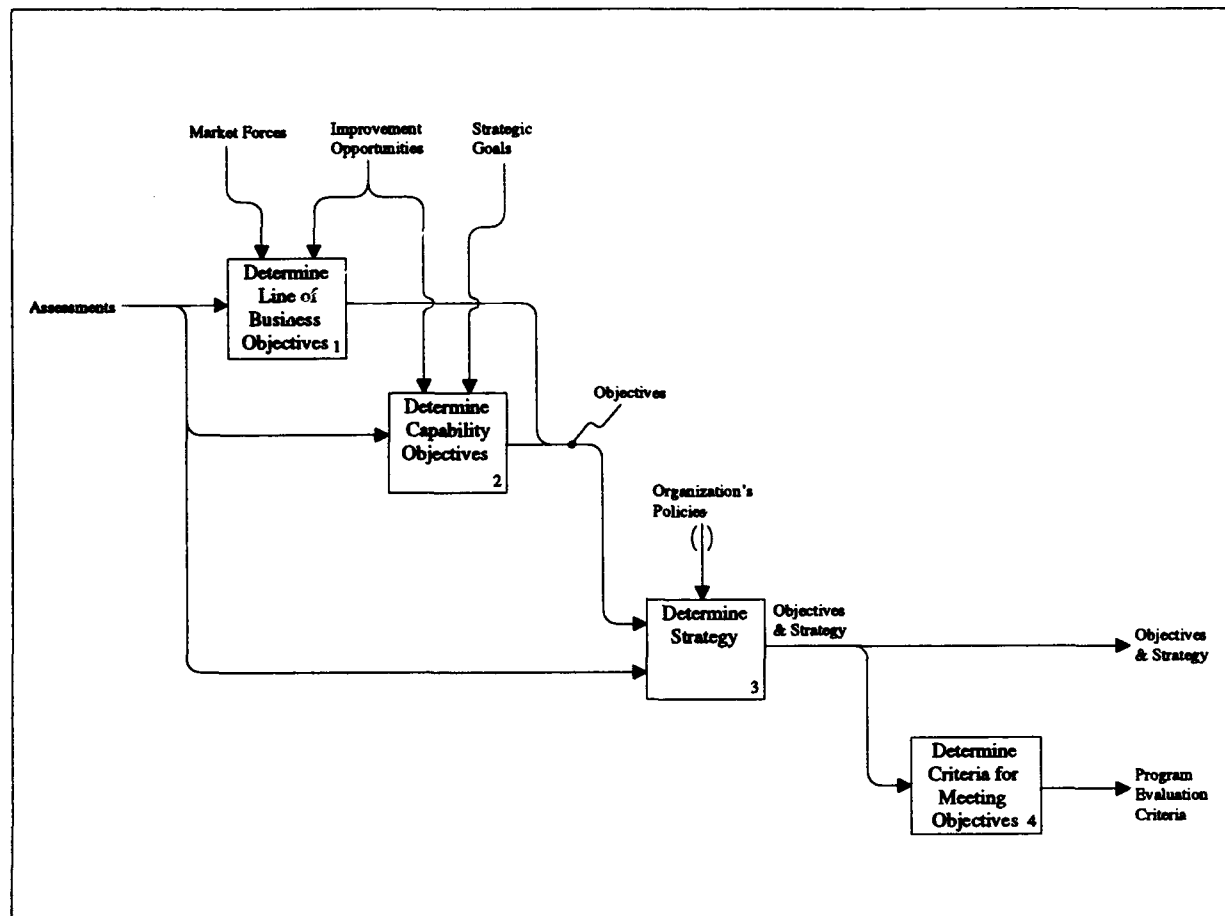 Market Forces
Improvement
Opportunities
Strategic
Goals
Assessments
Determine
Line of
Business
Objectives 1
Determine
Capability
Objectives
2
Objectives
Organization's
Policies
( )
Determine
Strategy
3
Objectives
& Strategy
Objectives
& Strategy
Determine
Criteria for
Meeting
Objectives 4
Program
Evaluation
Criteria